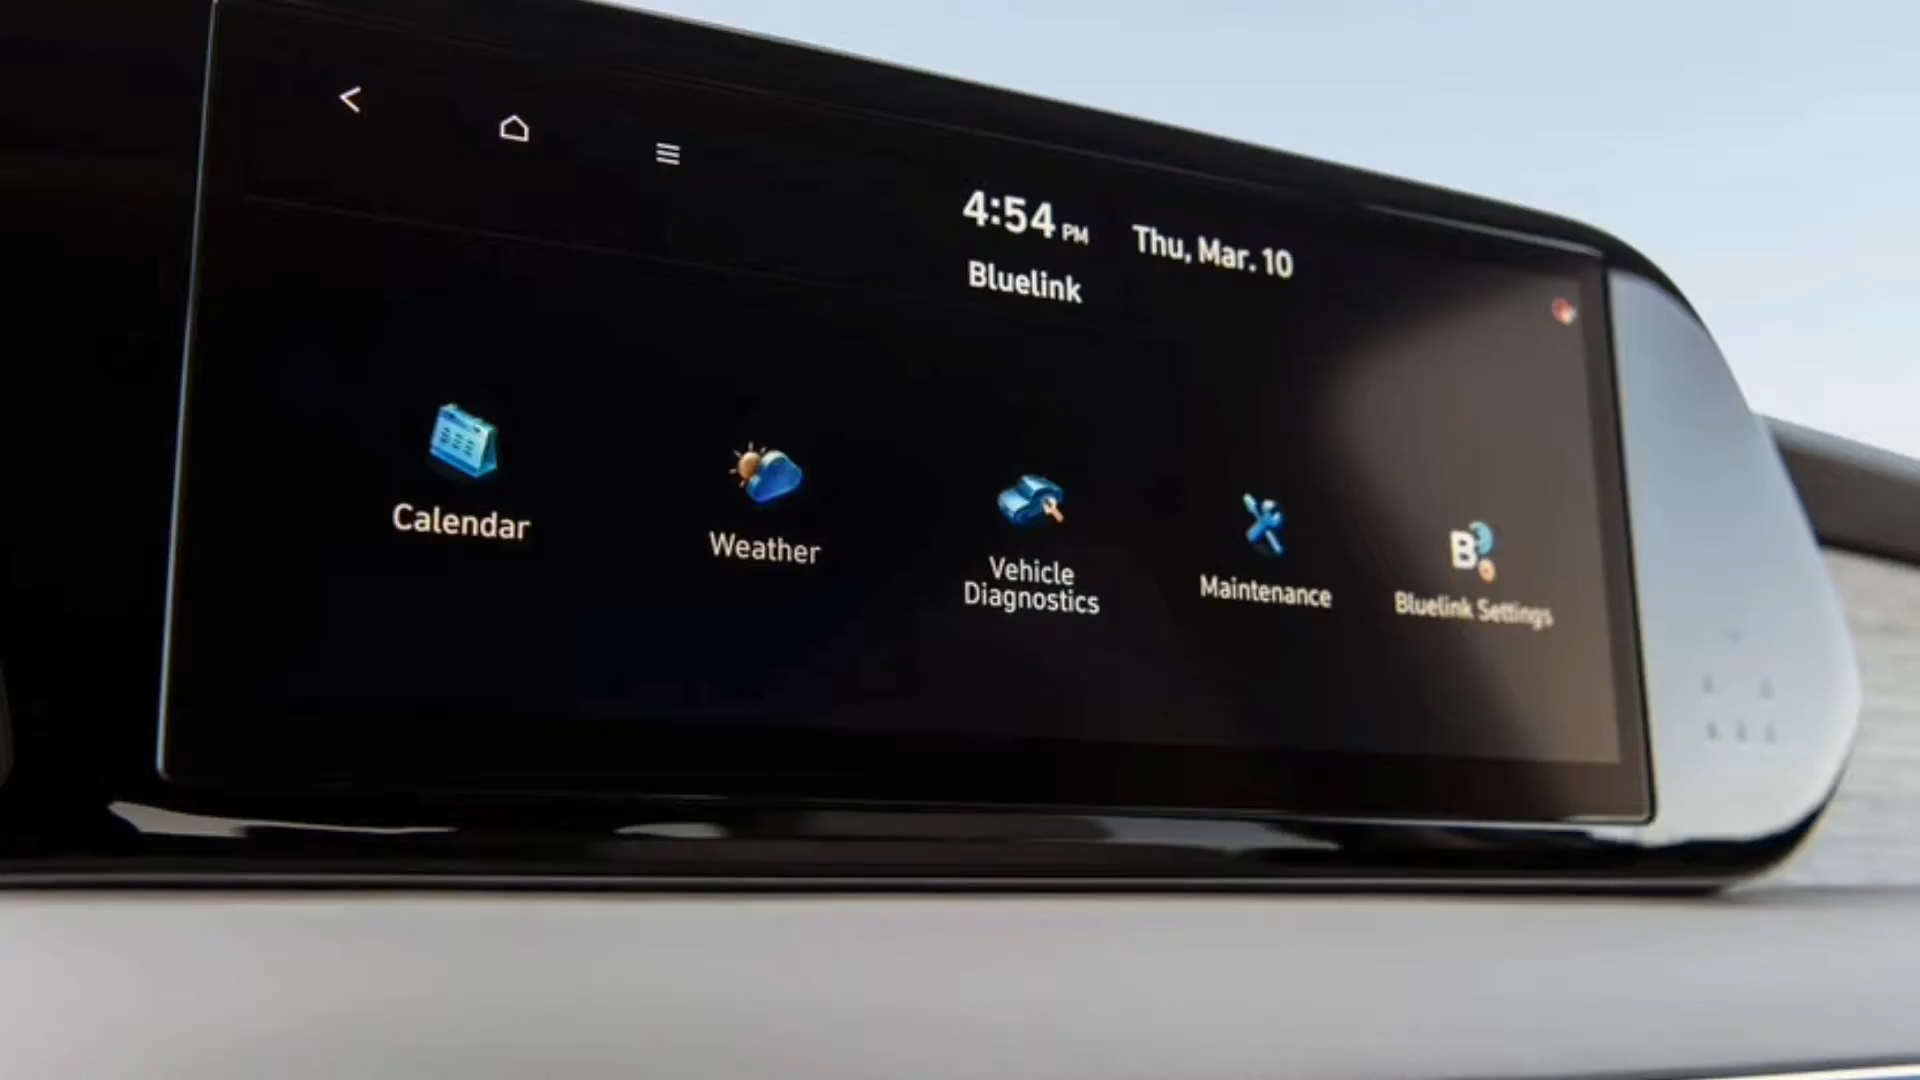 4:54 PM Thu, Mar. 10
Bluelink
Calendar
Weather
Vehicle
Diagnostics
Maintenance
B
Bluelink Settings